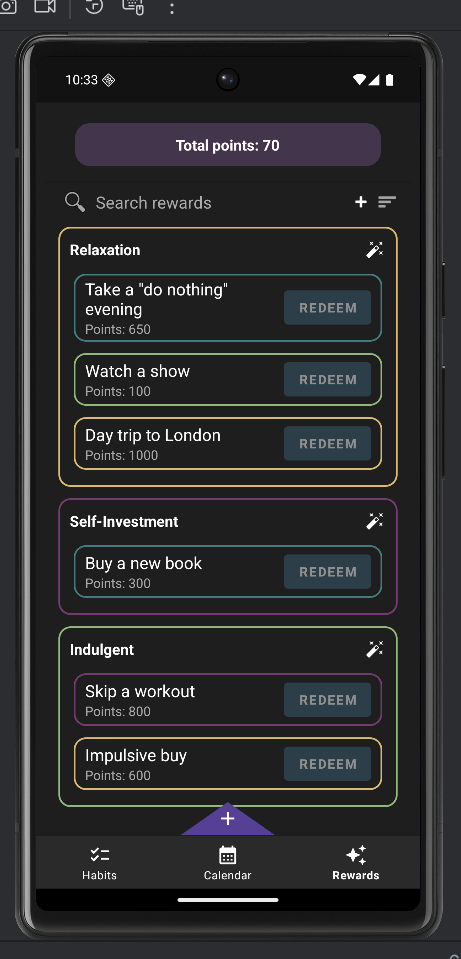 10:33
Total points: 70
Search rewards
Relaxation
Take a "do nothing"
evening
Points: 650
REDEEM
Watch a show
Points: 100
REDEEM
Day trip to London
Points: 1000
REDEEM
Self-Investment
Buy a new book
Points: 300
REDEEM
Indulgent
Skip a workout
Points: 800
REDEEM
Impulsive buy
Points: 600
REDEEM
+
Habits
Calendar
Rewards